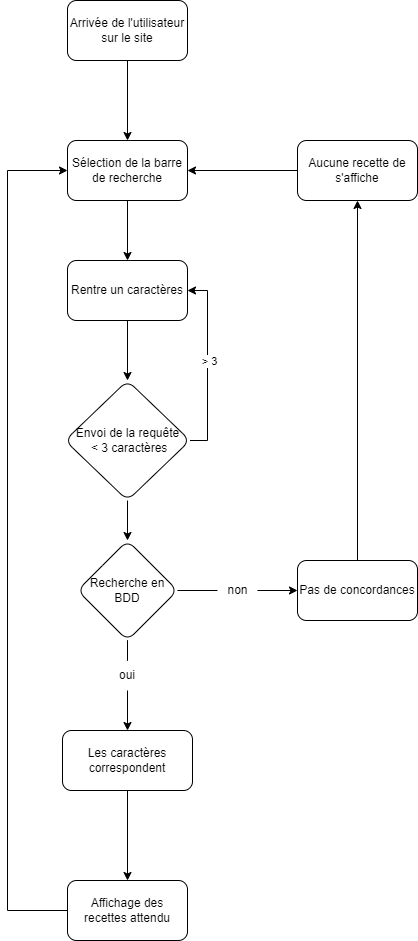 Arrivée de l'utilisateur
sur le site
Sélection de la barre
de recherche
Aucune recette de
s'affiche
Rentre un caractères
> 3
Envoi de la requête
< 3 caractères
Recherche en
BDD
non
Pas de concordances
oui
Les caractères
correspondent
Affichage des
recettes attendu